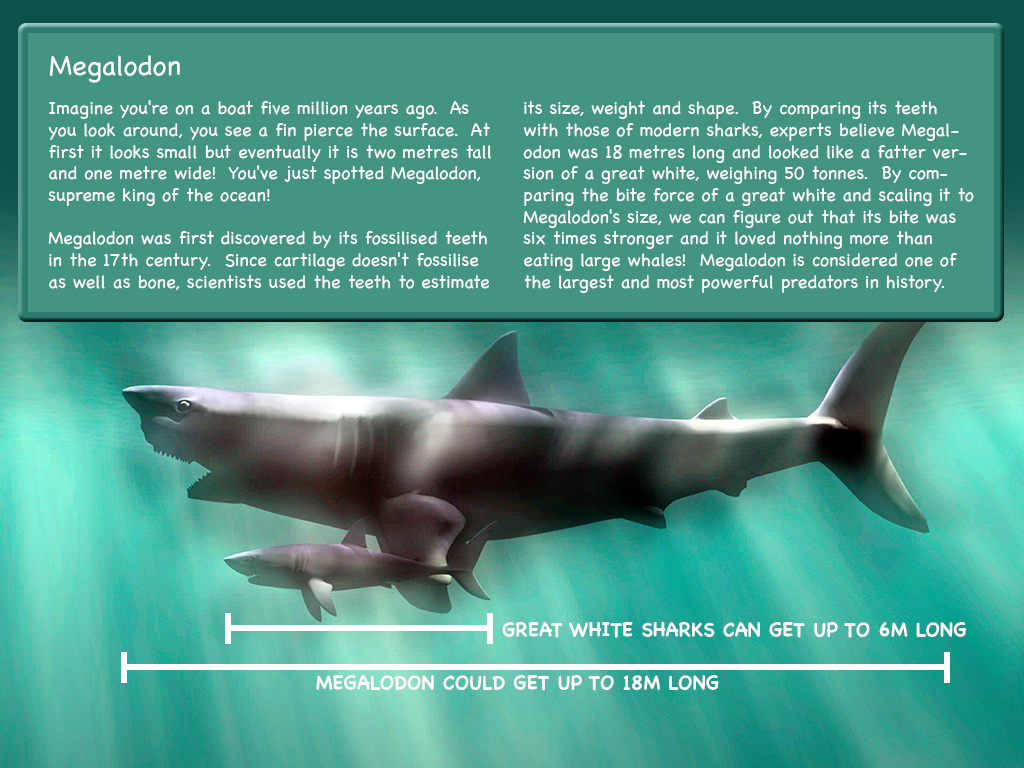 Megalodon
Imagine you're on a boat five million years ago.  As
you look around, you see a fin pierce the surface.  At
first it looks small but eventually it is two metres tall
and one metre wide!  You've just spotted Megalodon,
supreme king of the ocean!
Megalodon was first discovered by its fossilised teeth
in the 17th century.  Since cartilage doesn't fossilise
as well as bone, scientists used the teeth to estimate
its size, weight and shape.  By comparing its teeth
with those of modern sharks, experts believe Megal-
odon was 18 metres long and looked like a fatter ver-
sion of a great white, weighing 50 tonnes.  By com-
paring the bite force of a great white and scaling it to
Megalodon's size, we can figure out that its bite was
six times stronger and it loved nothing more than
eating large whales!  Megalodon is considered one of
the largest and most powerful predators in history.
GREAT WHITE SHARKS CAN GET UP TO 6M LONG
MEGALODON COULD GET UP TO 18M LONG